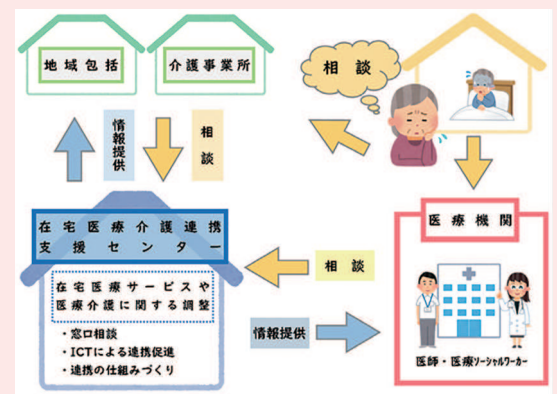 地域包括
介護事業所
相談
情報提供
相談
医療機関
在宅医療介護連携
支援センター
相談
在宅医療サービスや
医療介護に関する調整
・窓口相談
・ICTによる連携促進
・連携の仕組みづくり
情報提供
医師・医療ソーシャルワーカー